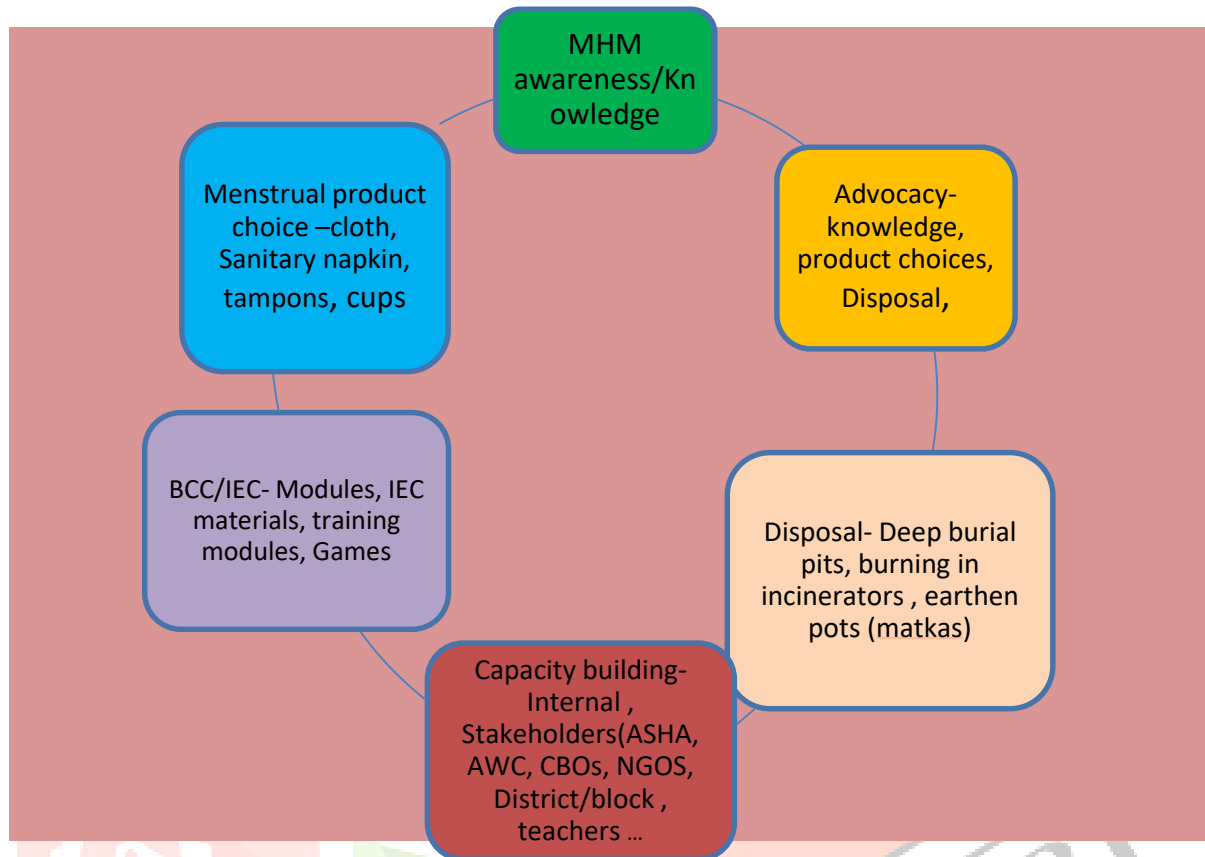 MHM
awareness/Kn
owledge
Advocacy-
knowledge,
product choices,
Disposal,
Disposal- Deep burial
pits, burning in
incinerators , earthen
pots (matkas)
Capacity building-
Internal ,
Stakeholders(ASHA,
AWC, CBOs, NGOS,
District/block ,
teachers ...
BCC/IEC- Modules, IEC
materials, training
modules, Games
Menstrual product
choice –cloth,
Sanitary napkin,
tampons, cups